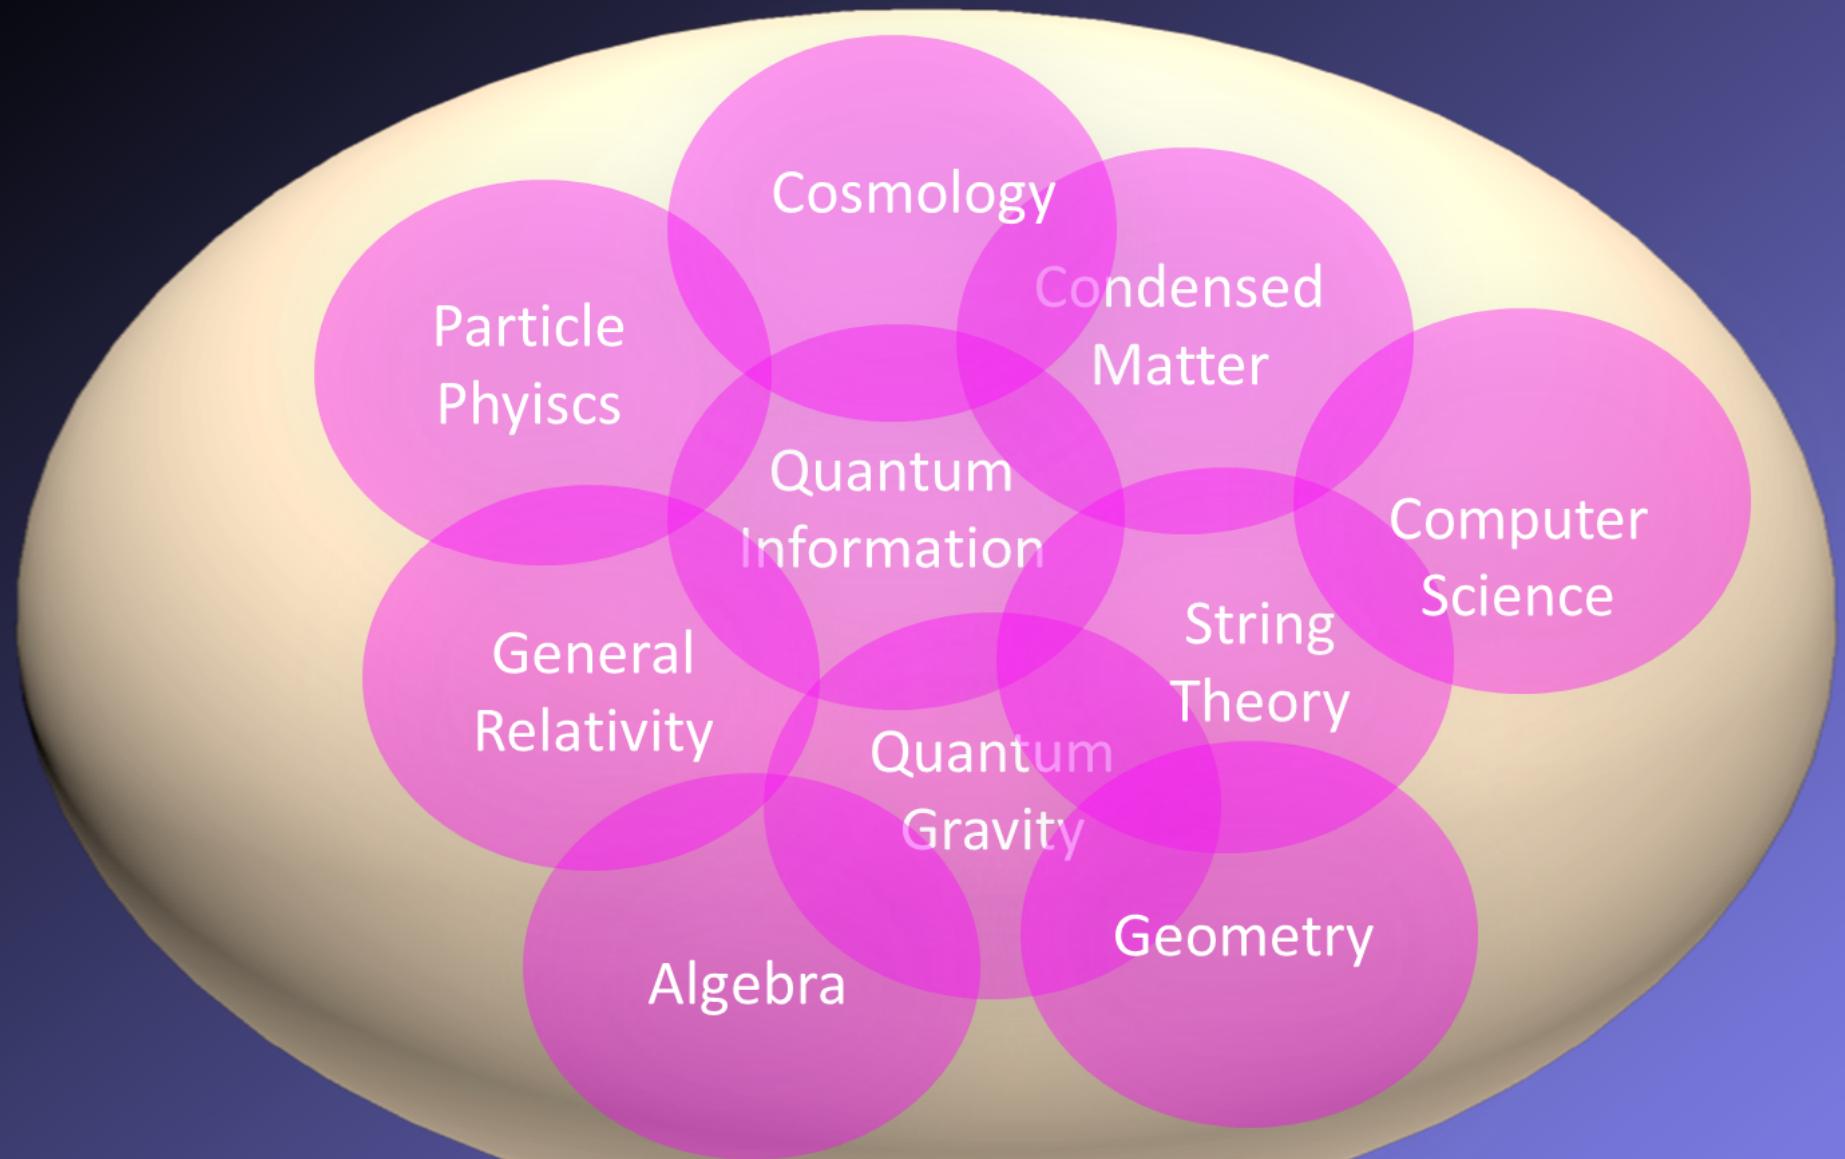 Cosmology
Condensed
Matter
Particle
Phyiscs
Quantum
Information
Computer
Science
String
Theory
General
Relativity
Quantum
Gravity
Geometry
Algebra